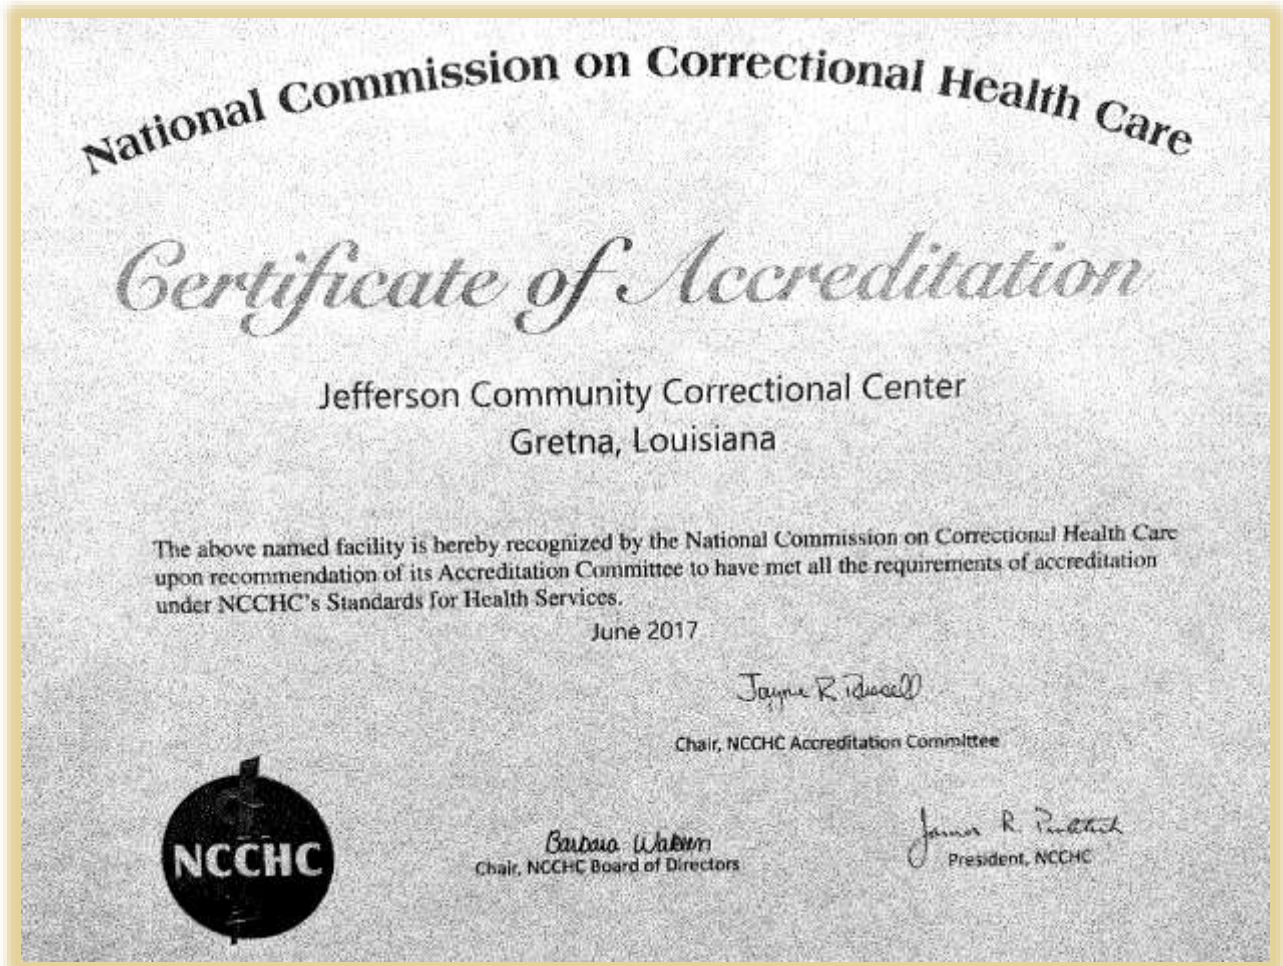 National Commission on Correctional Health Care
Certificate of Accreditation
Jefferson Community Correctional Center
Gretna, Louisiana
The above named facility is hereby recognized by the National Commission on Correctional Health Care
upon recommendation of its Accreditation Committee to have met all the requirements of accreditation
under NCCHC's Standards for Health Services.
June 2017
Jayne R
Chair, NCCHC Accreditation Committee
Barbara
Chair, NCCHC Board of Directors
James R.
President, NCCHC
NCCHC